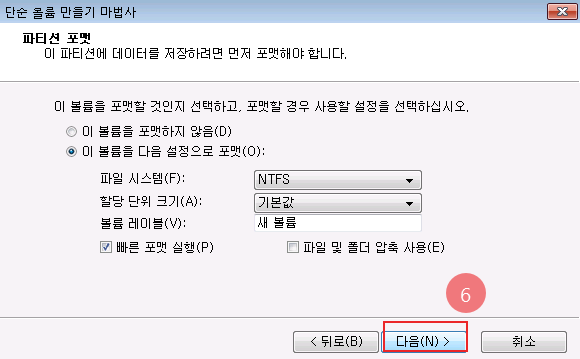 단순 올륨 만들기 마법사
파티션 포맷
이 파티션에 데이터를 저장하려면 먼저 포맷해야 합니다.
이 볼륨을 포맷할 것인지 선택하고, 포맷할 경우 사용할 설정을 선택하십시오.
이 볼륨을 포맷하지 않음(D)
이 볼륨을 다음 설정으로 포맷(O):
파일 시스템(F):
NTFS
할당 단위 크기(A):
기본값
볼륨 레이블(V):
새 볼륨
빠른 포맷 실행(P)
파일 및 폴더 압축 사용(E)
6
< 뒤로(B)
다음(N) >
취소